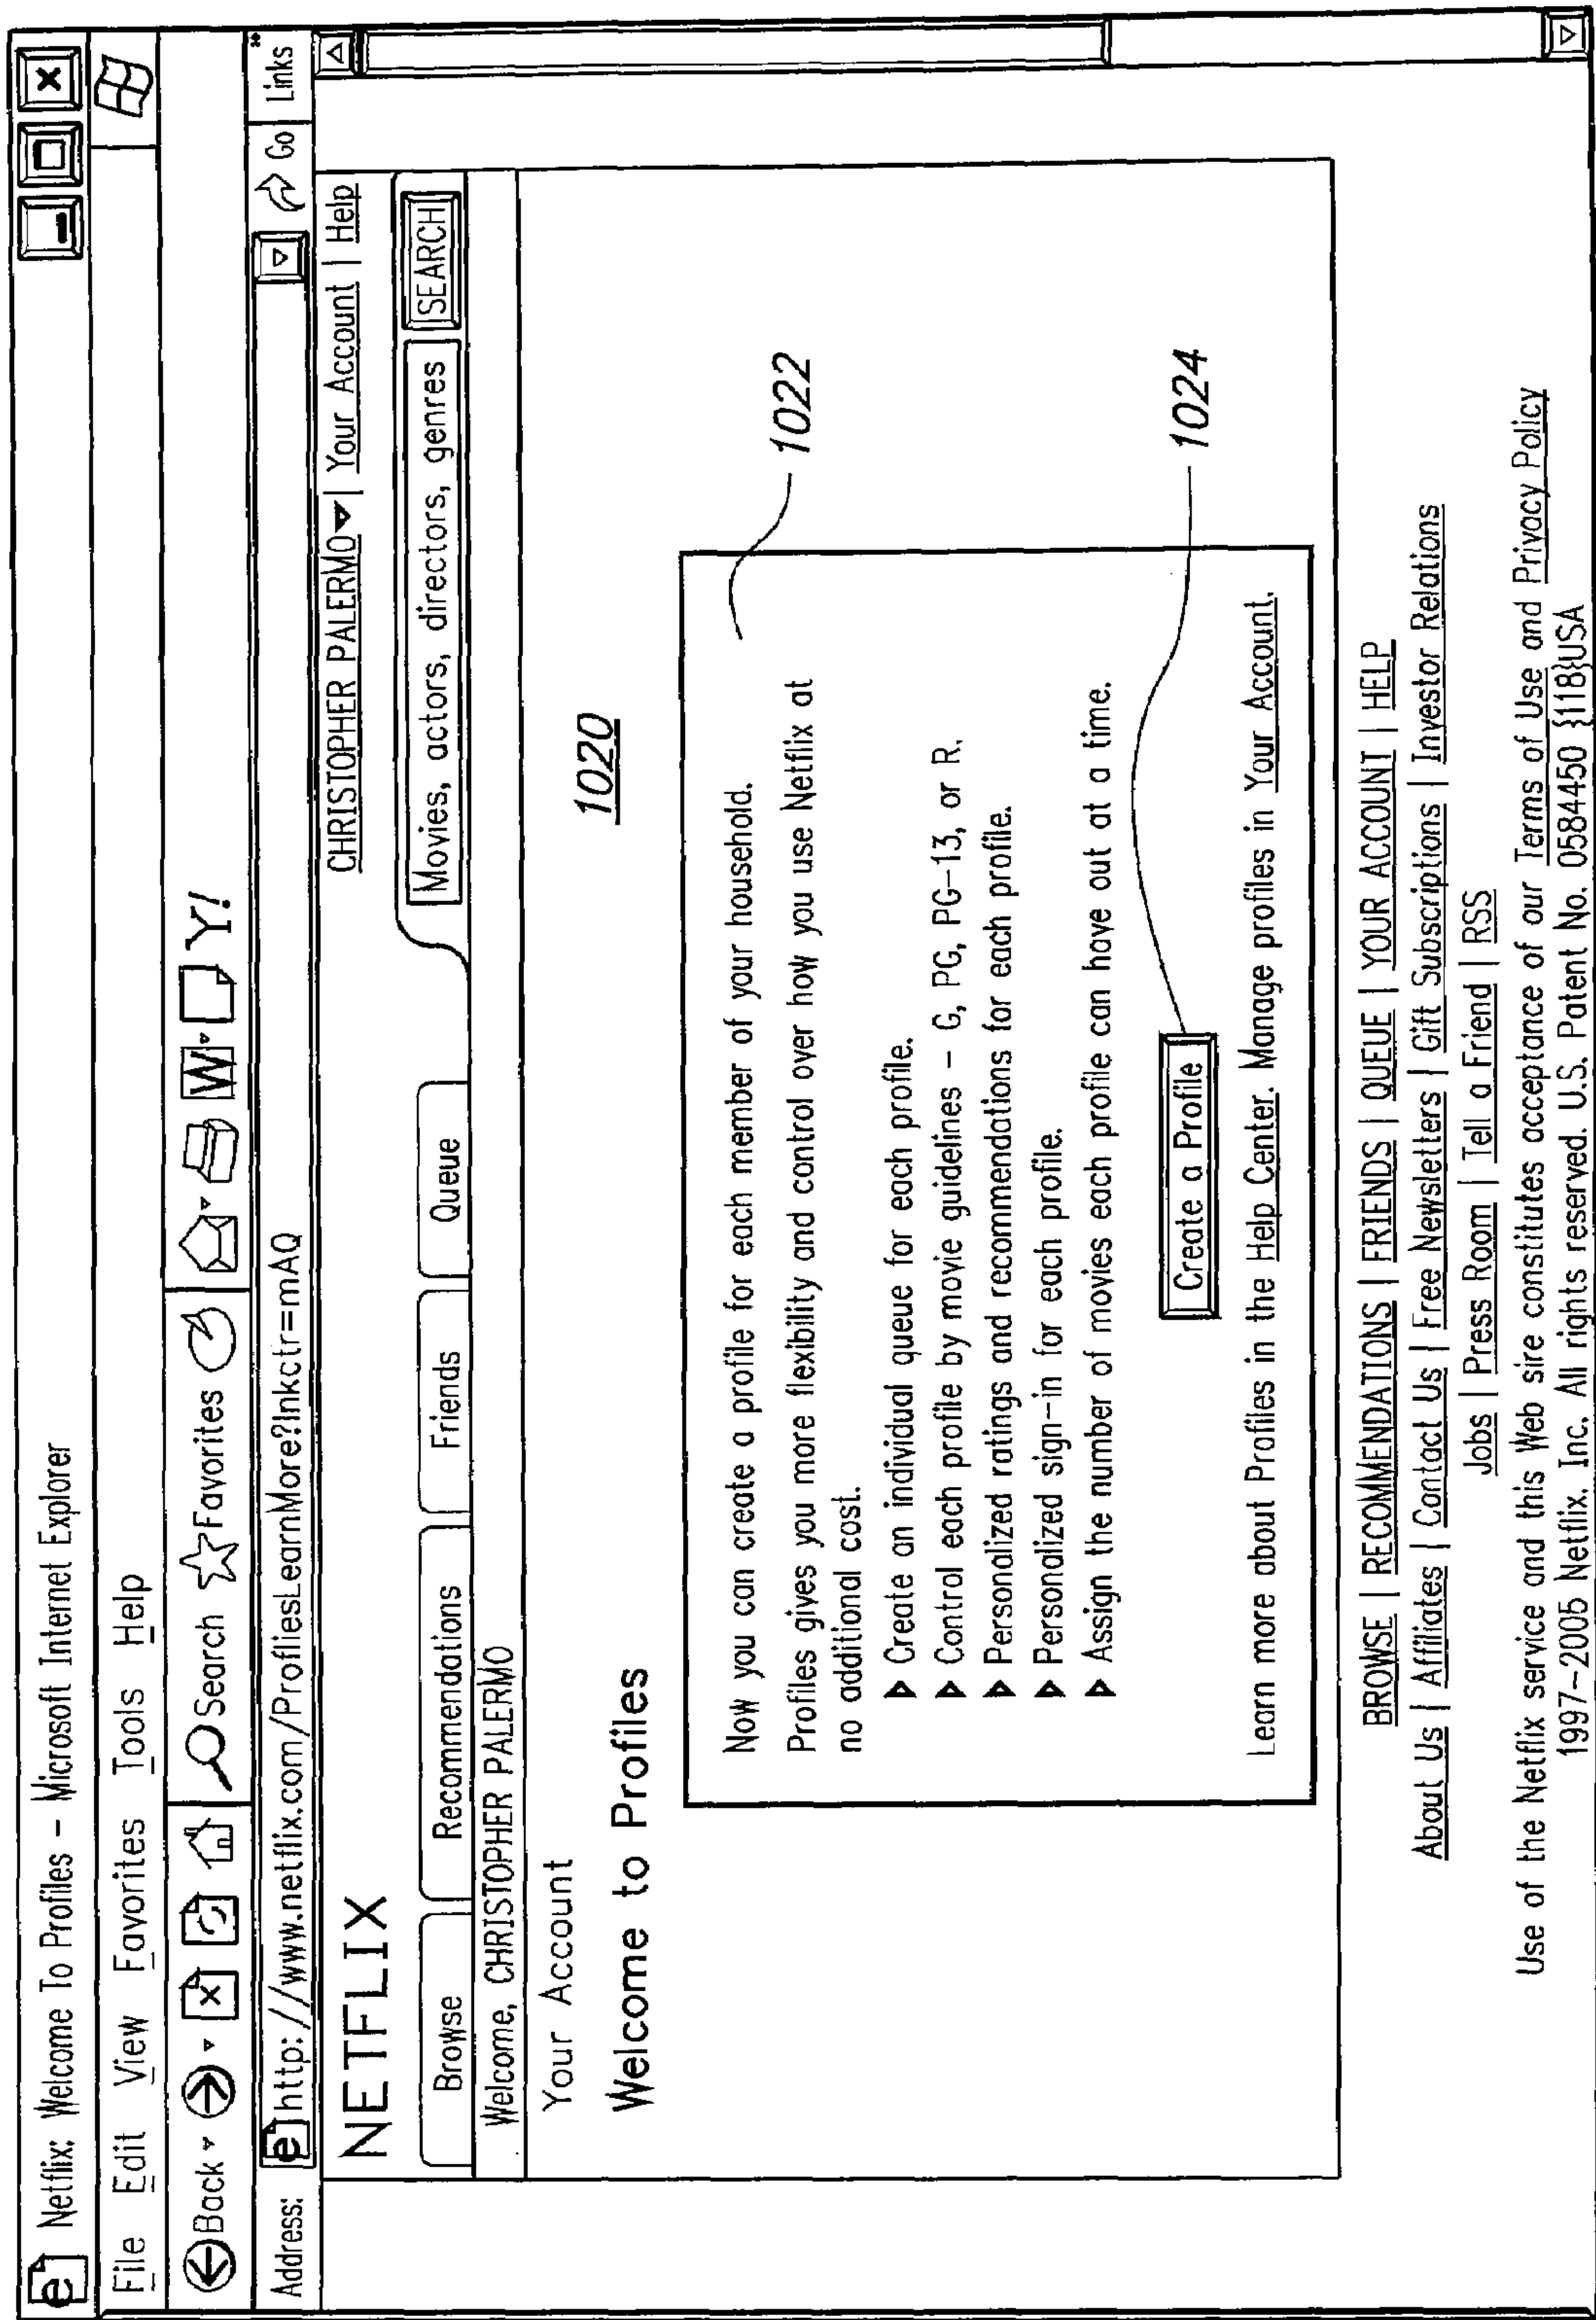 Netflix: Welcome To Profiles - Microsoft Internet Explorer
File Edit View Favorites Tools Help
Back Search Favorites W Y!
Address: http://www.netflix.com/ProfliesLearnMore?lnkctr=mAQ Go Links
NETFLIX CHRISTOPHER PALERMO | Your Account | Help
Browse Recommendations Friends Queue Movies, actors, directors, genres SEARCH
Welcome, CHRISTOPHER PALERMO
Your Account
Welcome to Profiles
1020
Now you can create a profile for each member of your household.
1022
Profiles gives you more flexibility and control over how you use Netflix at
no additional cost.
Create an individual queue for each profile.
Control each profile by movie guidelines - G, PG, PG-13, or R.
Personalized ratings and recommendations for each profile.
Personalized sign-in for each profile.
Assign the number of movies each profile can have out at a time.
Create a Profile
1024
Learn more about Profiles in the Help Center. Manage profiles in Your Account.
BROWSE | RECOMMENDATIONS | FRIENDS | QUEUE | YOUR ACCOUNT | HELP
About Us | Affiliates | Contact Us | Free Newsletters | Gift Subscriptions | Investor Relations
Jobs | Press Room | Tell a Friend | RSS
Use of the Netflix service and this Web sire constitutes acceptance of our Terms of Use and Privacy Policy
1997-2005 Netflix, Inc. All rights reserved. U.S. Patent No. 0584450 }118}USA